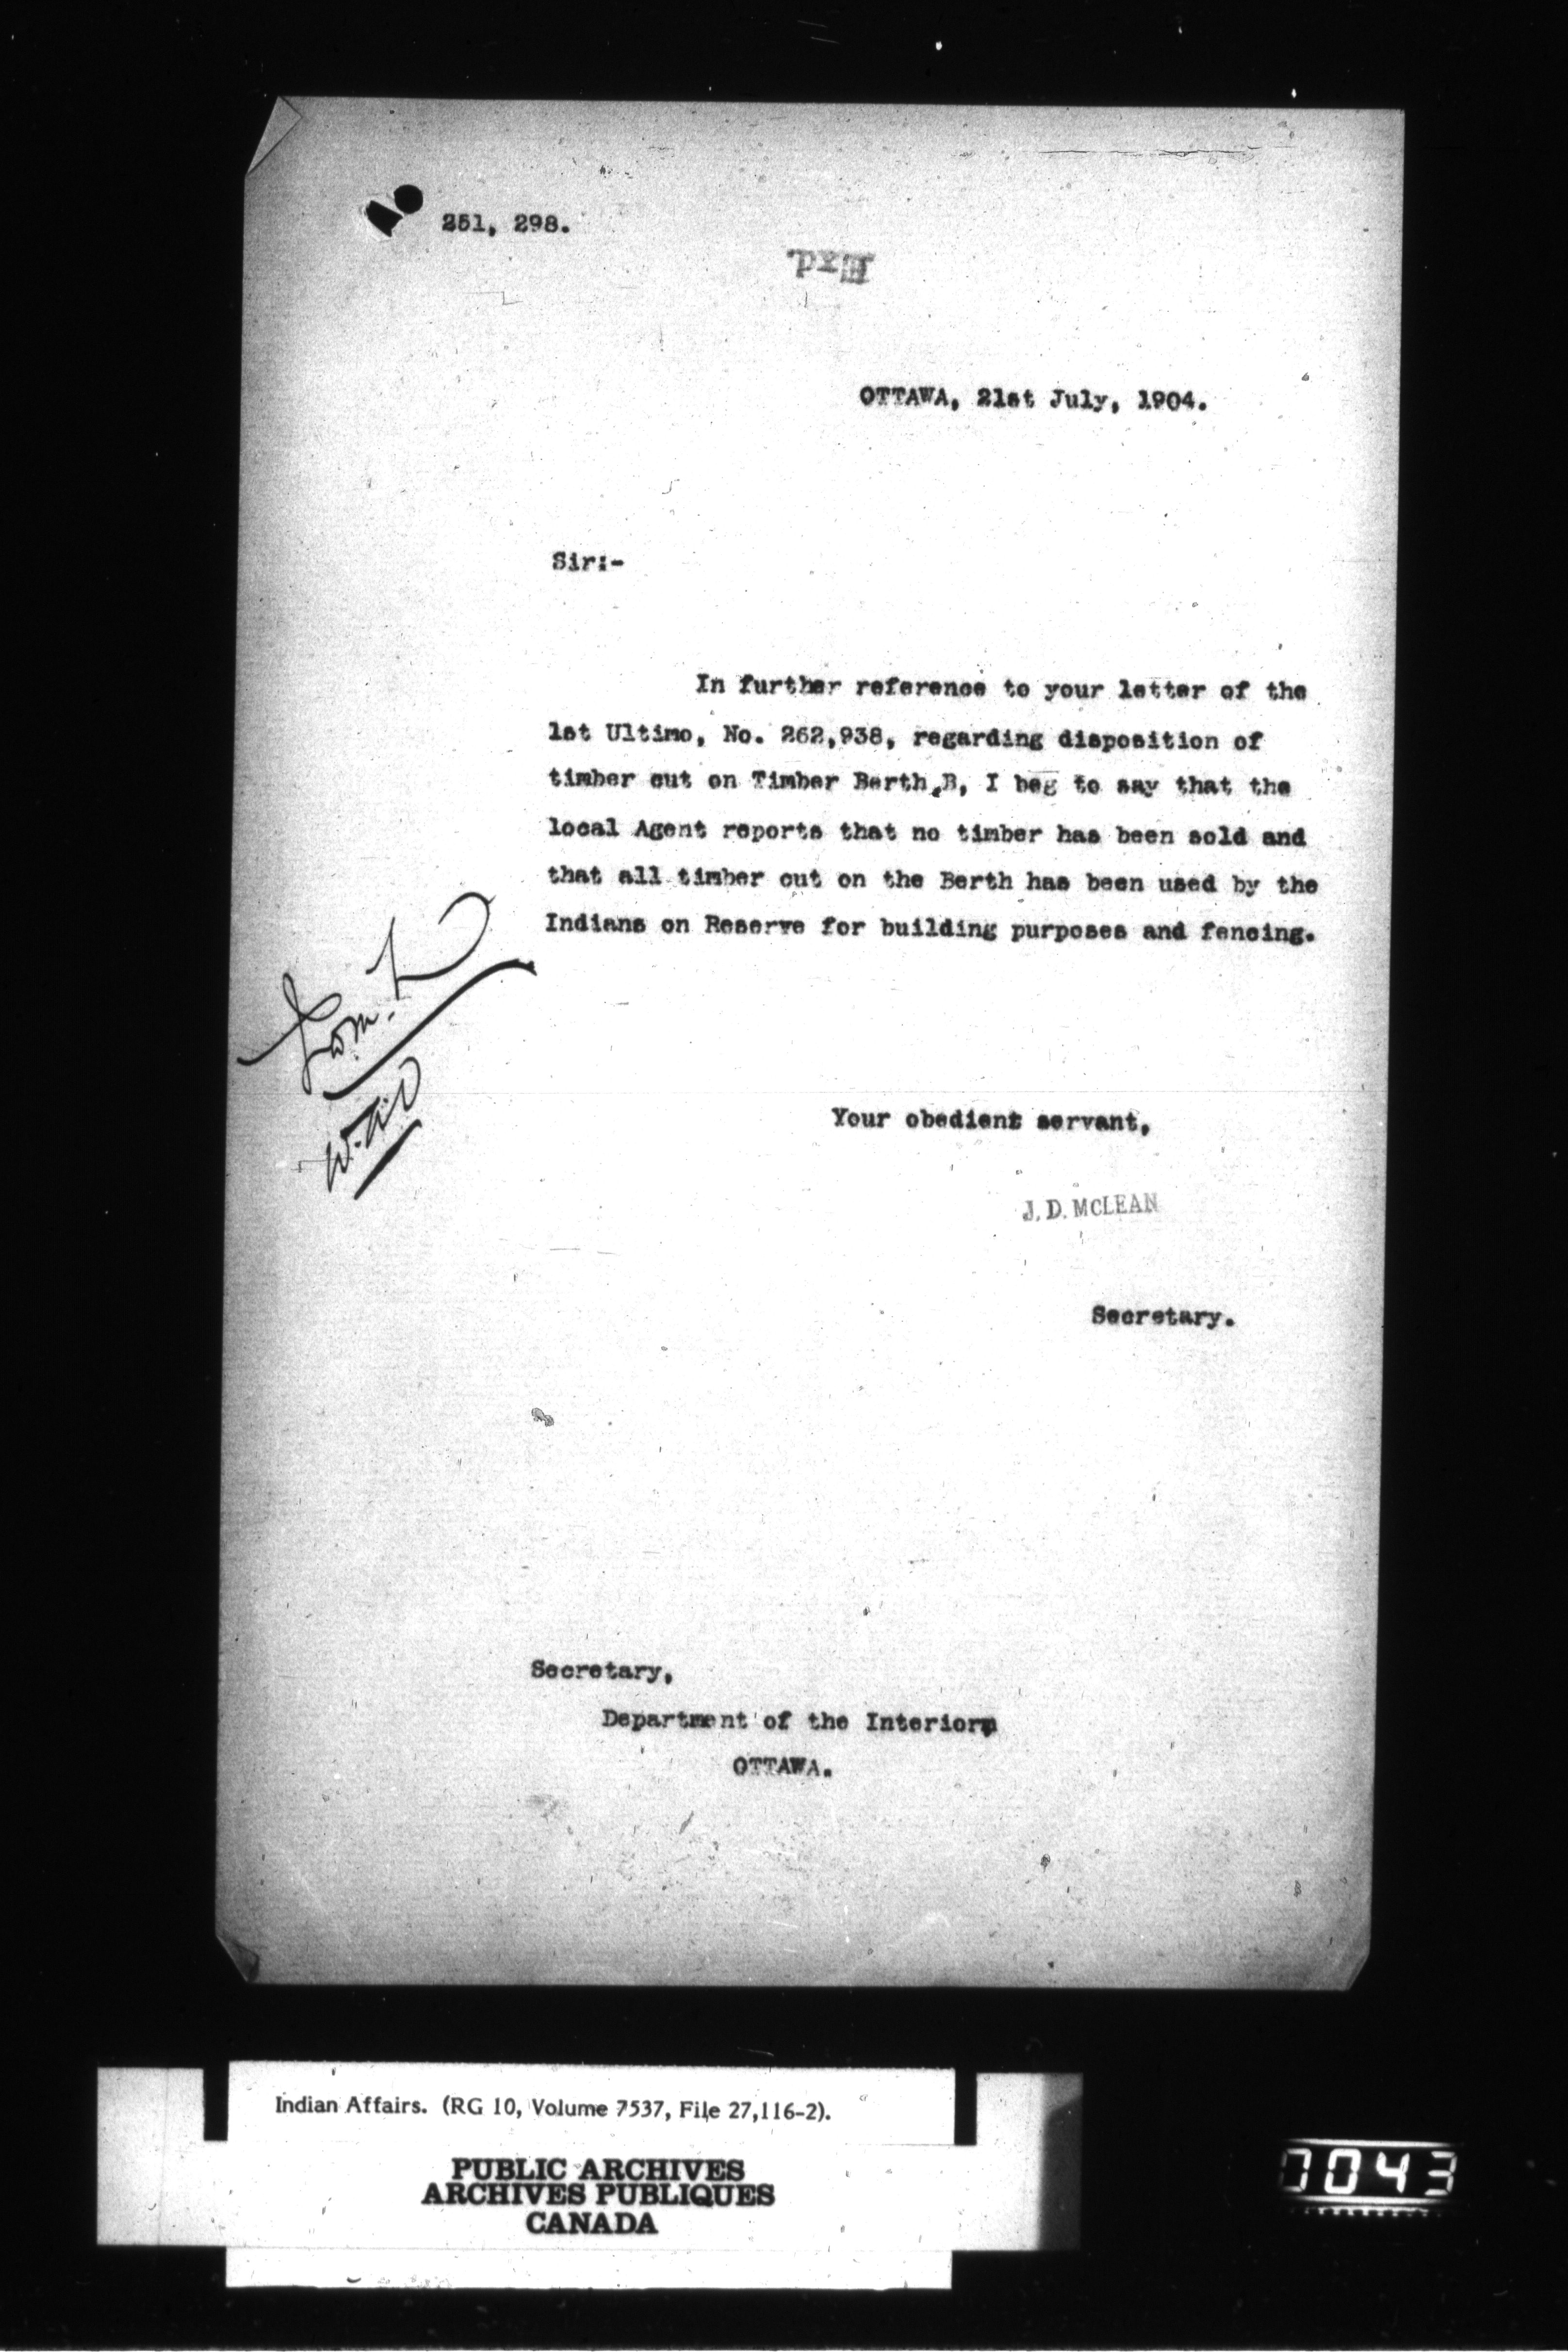 251, 298.
Exd.
OTTAWA, 21st July, 1904.
Sir:-
In further reference to your letter of the
1st Ultimo, No. 262,938, regarding disposition of
timber cut on Timber Berth B, I beg to say that the
local Agent reports that no timber has been sold and
that all timber cut on the Berth has been used by the
Indians on Reserve for building purposes and fencing.
Your obedient servant,
J. D. MCLEAN
Secretary.
Secretary,
Department of the Interior,
OTTAWA.
Indian Affairs. (RG 10, Volume 7537, File 27,116-2).
PUBLIC ARCHIVES
ARCHIVES PUBLIQUES
CANADA
0043